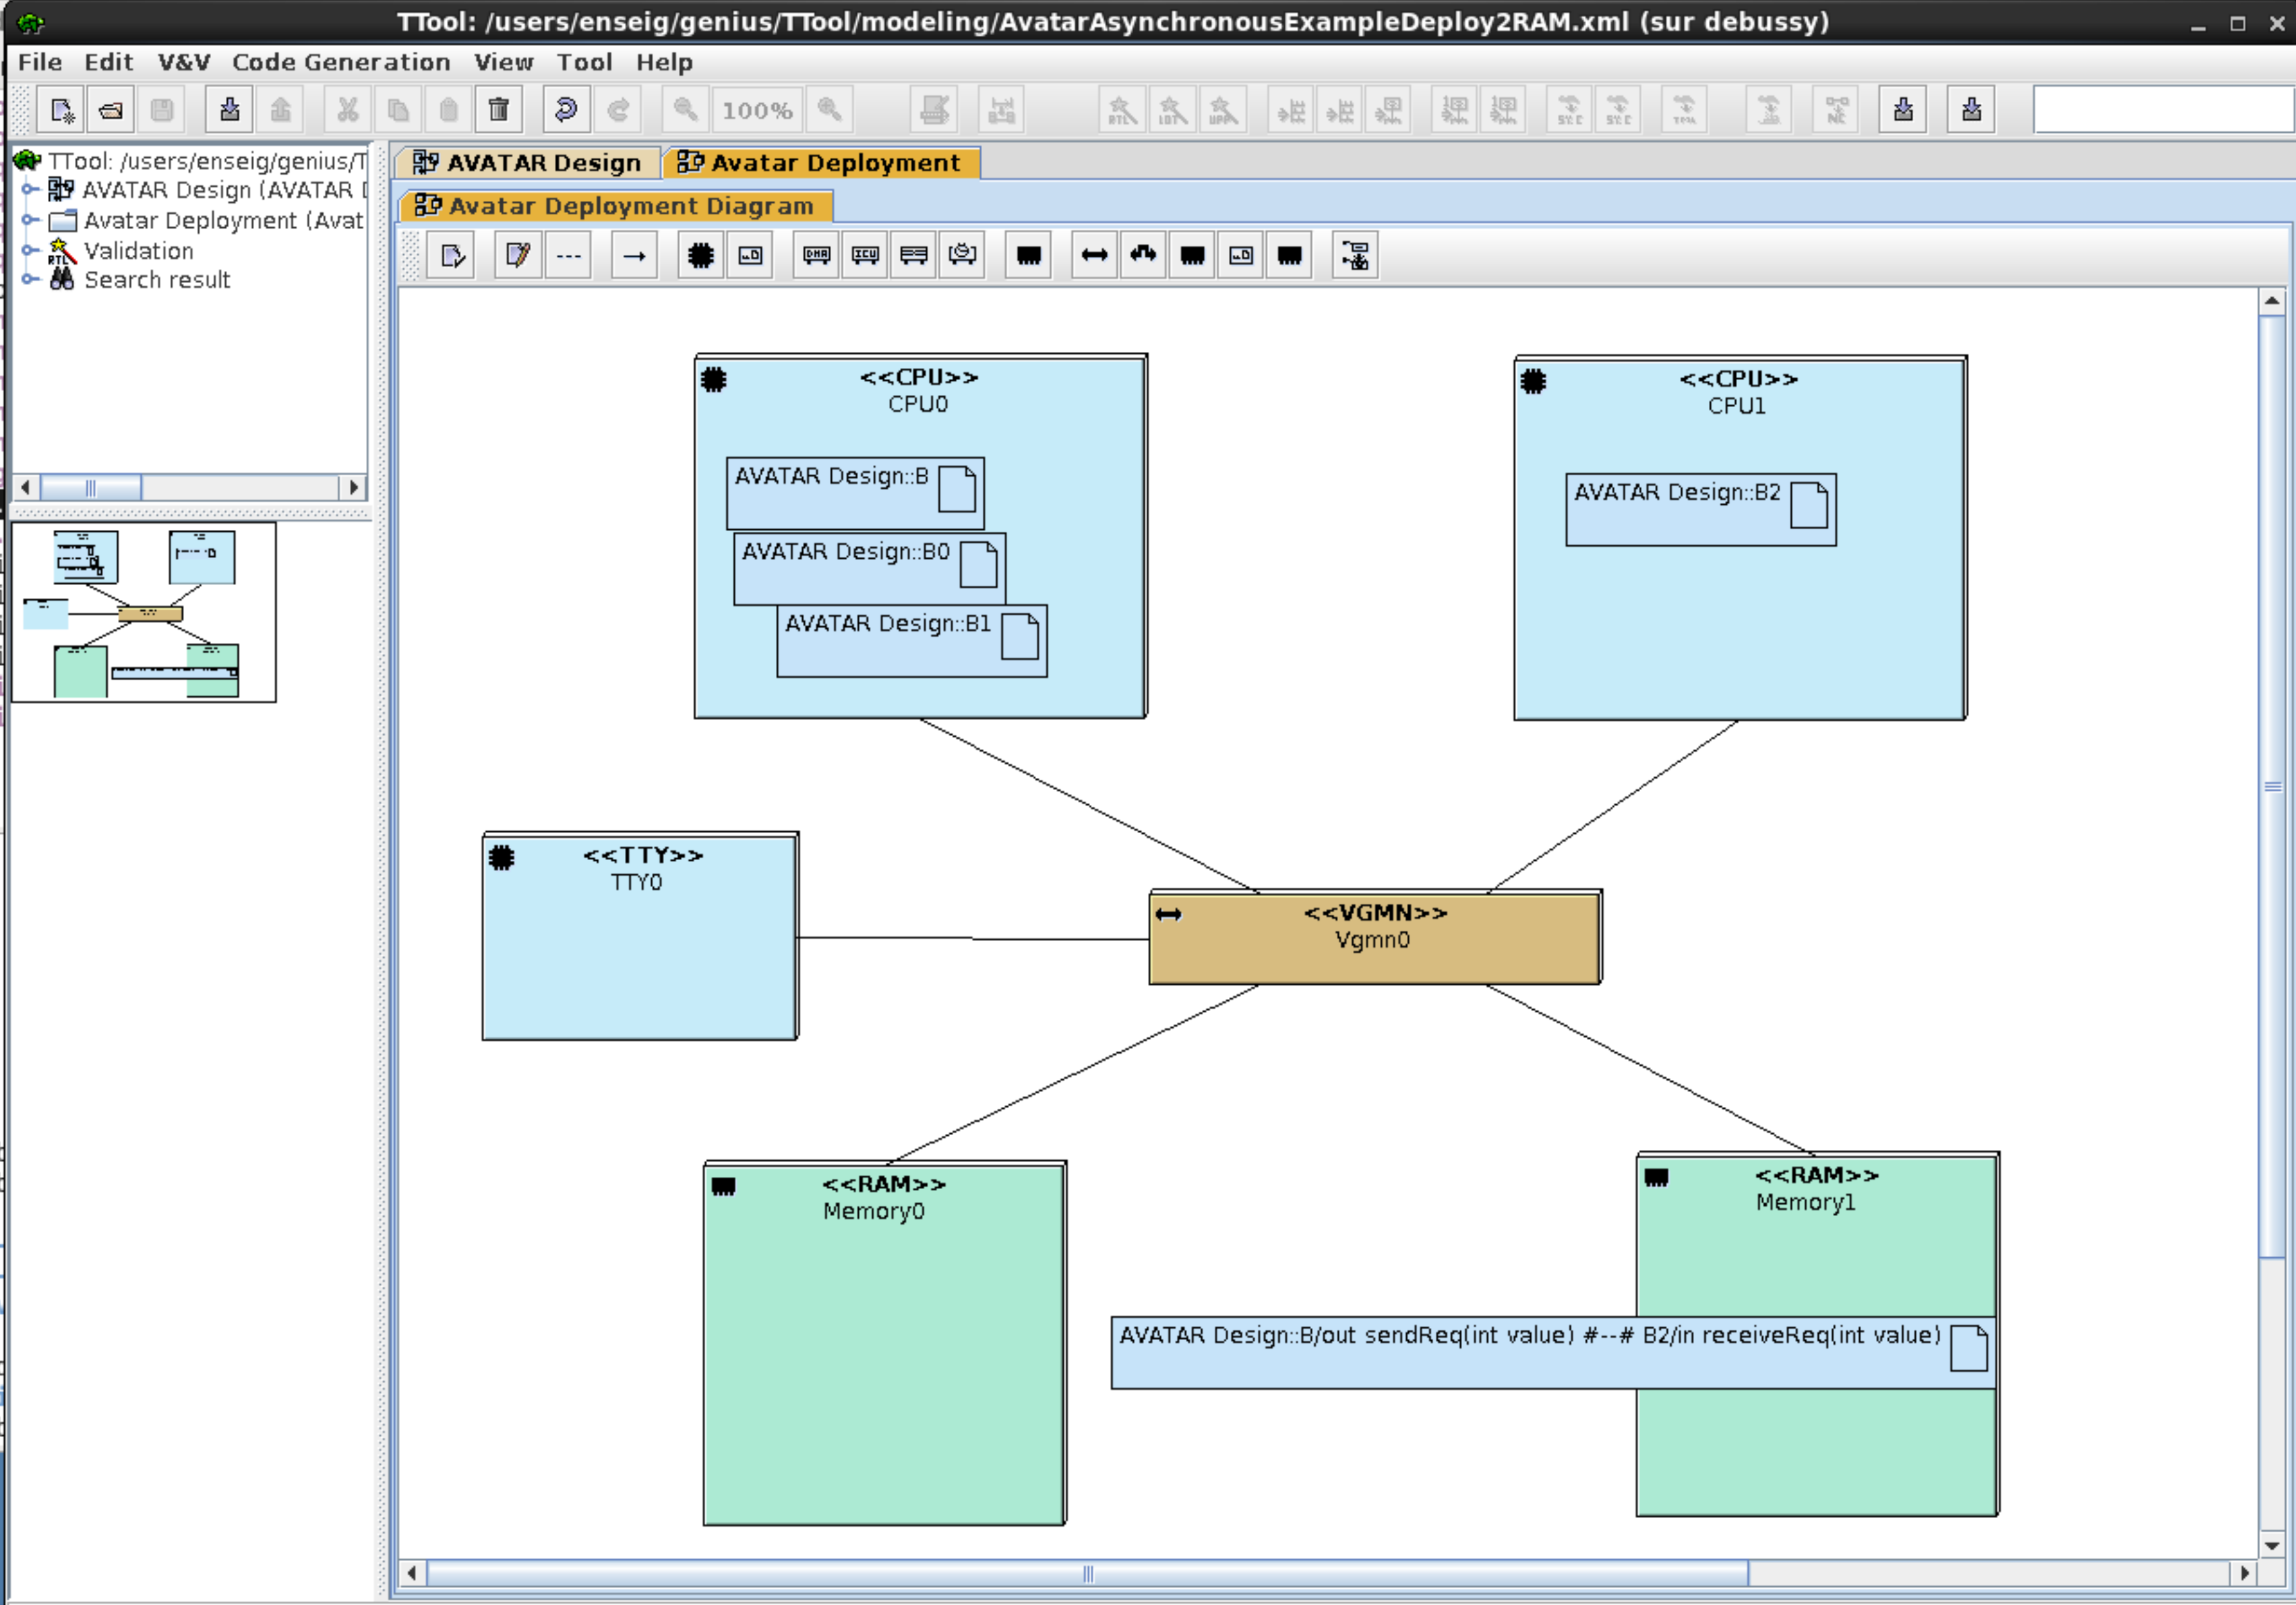 TTool: /users/enseig/genius/TTool/modeling/AvatarAsynchronousExampleDeploy2RAM.xml (sur debussy)
File Edit V&V Code Generation View Tool Help
100%
TTool: /users/enseig/genius/T
AVATAR Design (AVATAR D
Avatar Deployment (Avat
Validation
Search result
AVATAR Design Avatar Deployment
Avatar Deployment Diagram
DMA ICU
<<CPU>>
CPU0
AVATAR Design::B
AVATAR Design::B0
AVATAR Design::B1
<<CPU>>
CPU1
AVATAR Design::B2
<<TTY>>
TTY0
<<VGMN>>
Vgmn0
<<RAM>>
Memory0
<<RAM>>
Memory1
AVATAR Design::B/out sendReq(int value) #--# B2/in receiveReq(int value)